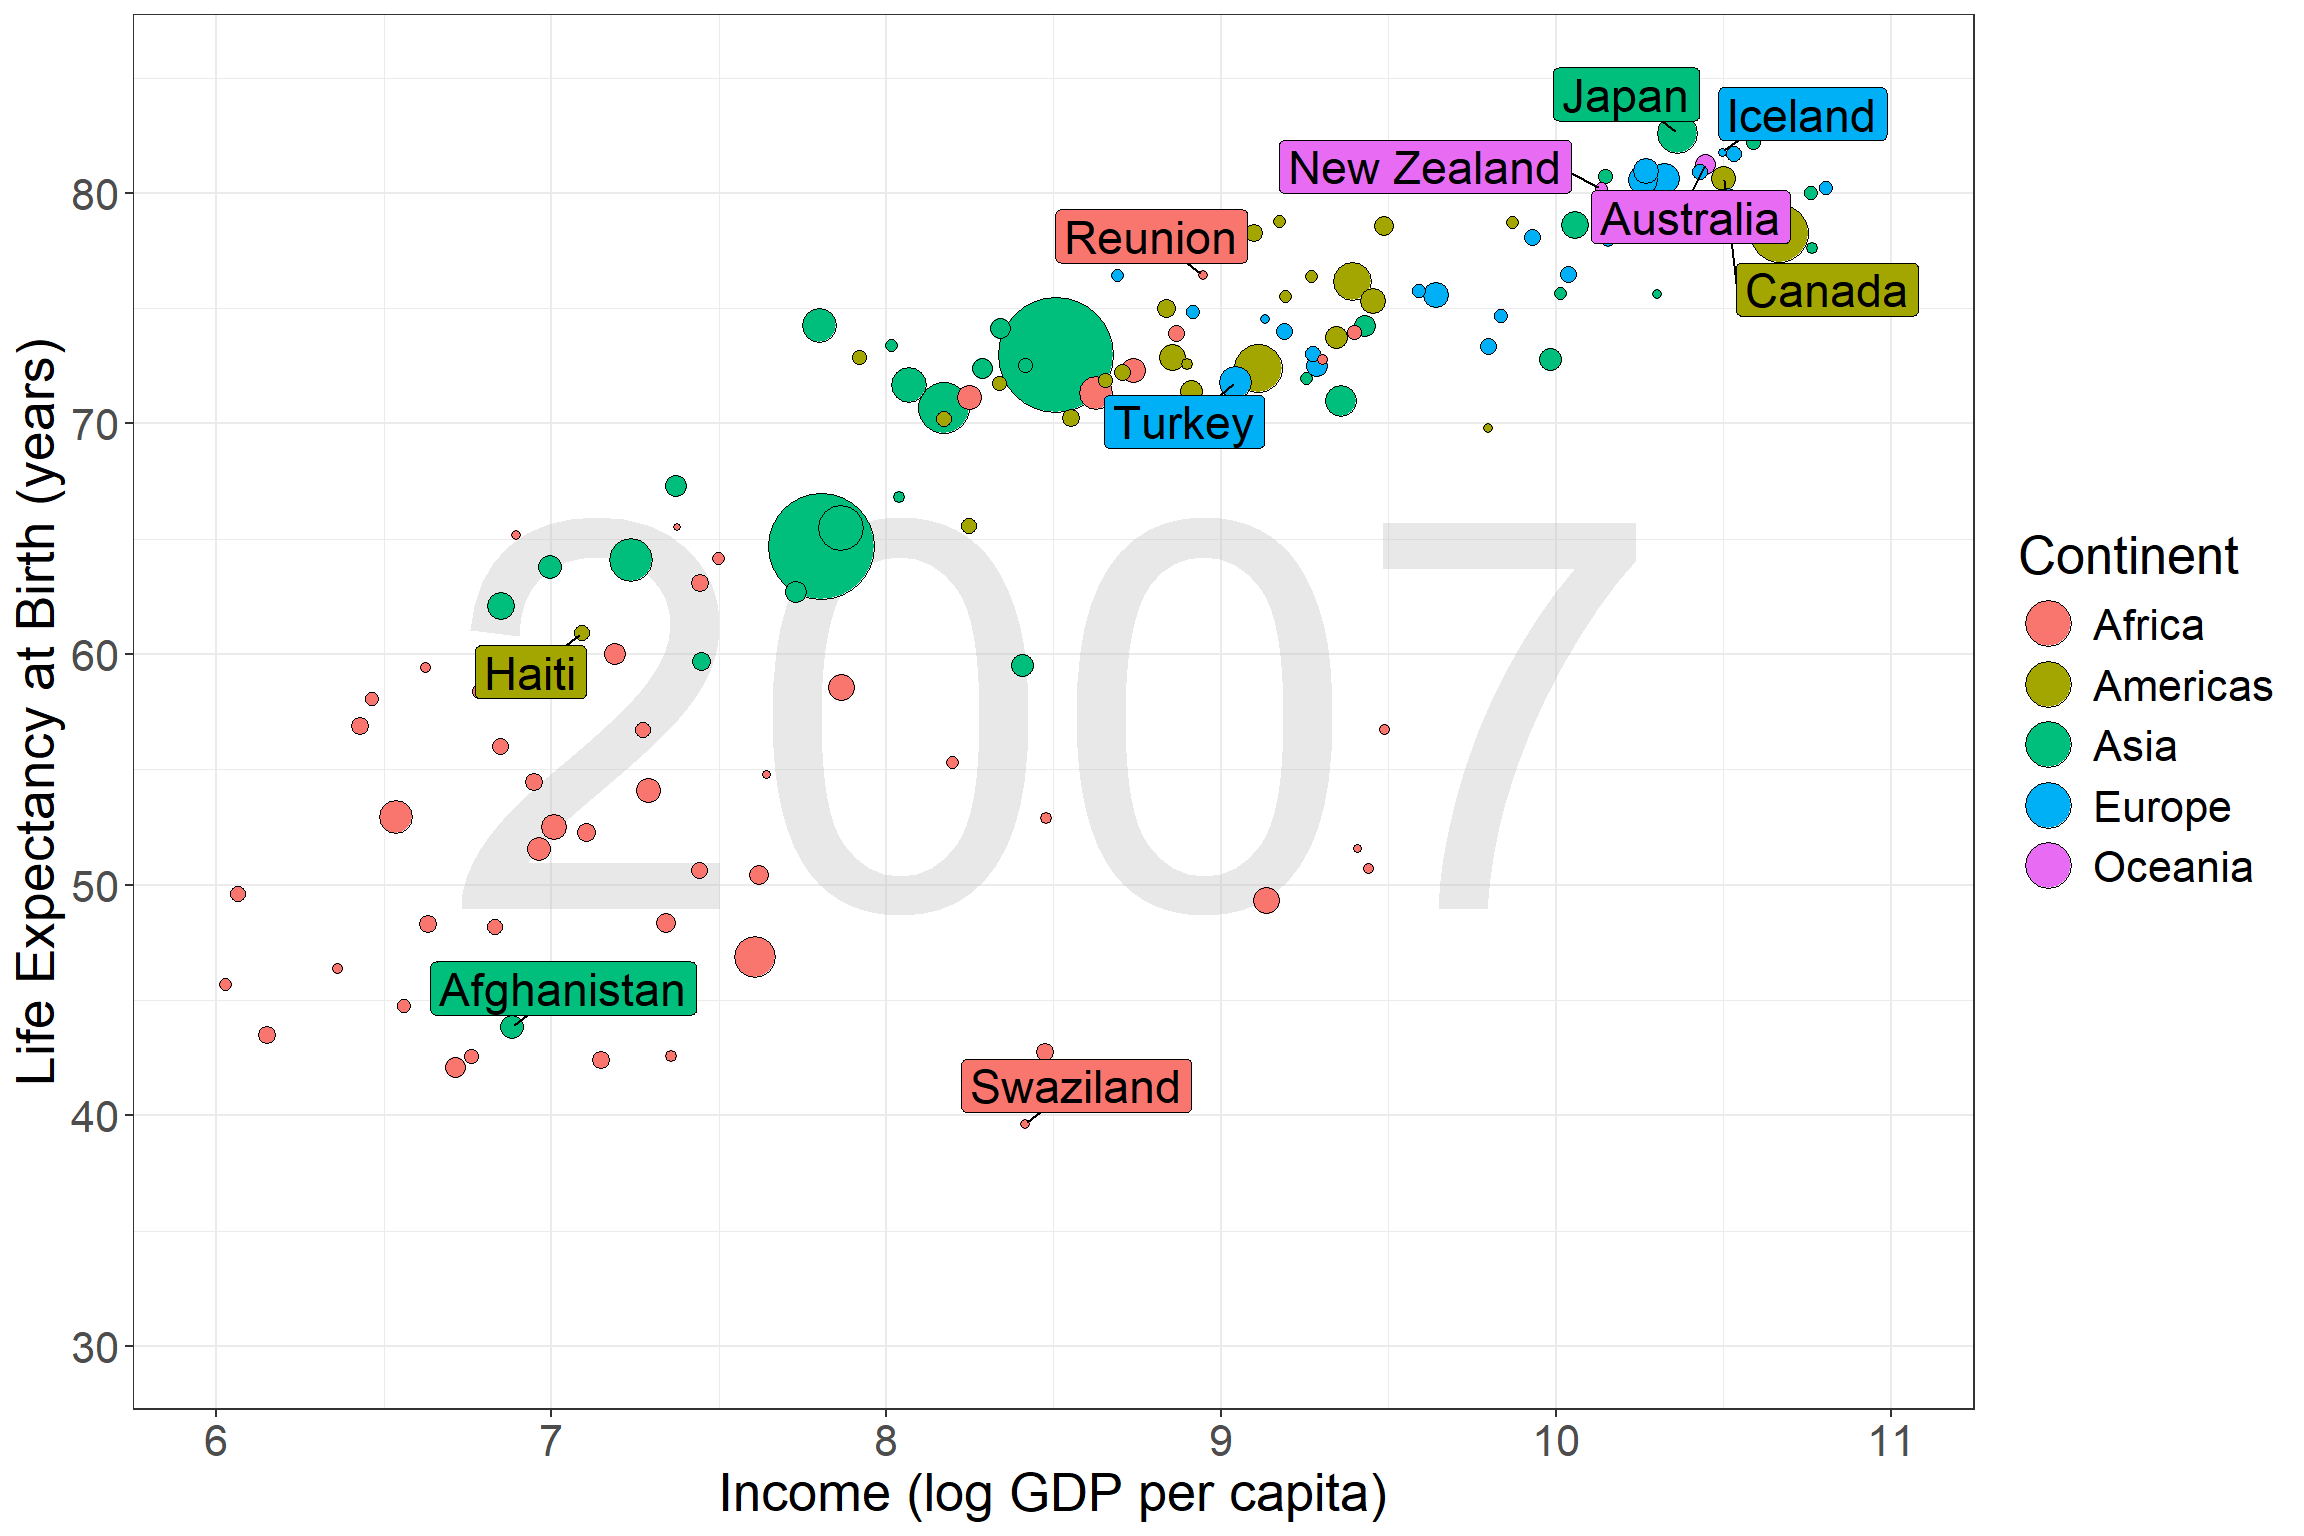 Japan
Iceland
New Zealand
80
Australia
Reunion
Canada
70
Turkey
2007
Life Expectancy at Birth (years)
Continent
Africa
60
Haiti
Americas
Asia
Europe
Oceania
50
Afghanistan
Swaziland
40
30
6 7 8 9 10 11
Income (log GDP per capita)